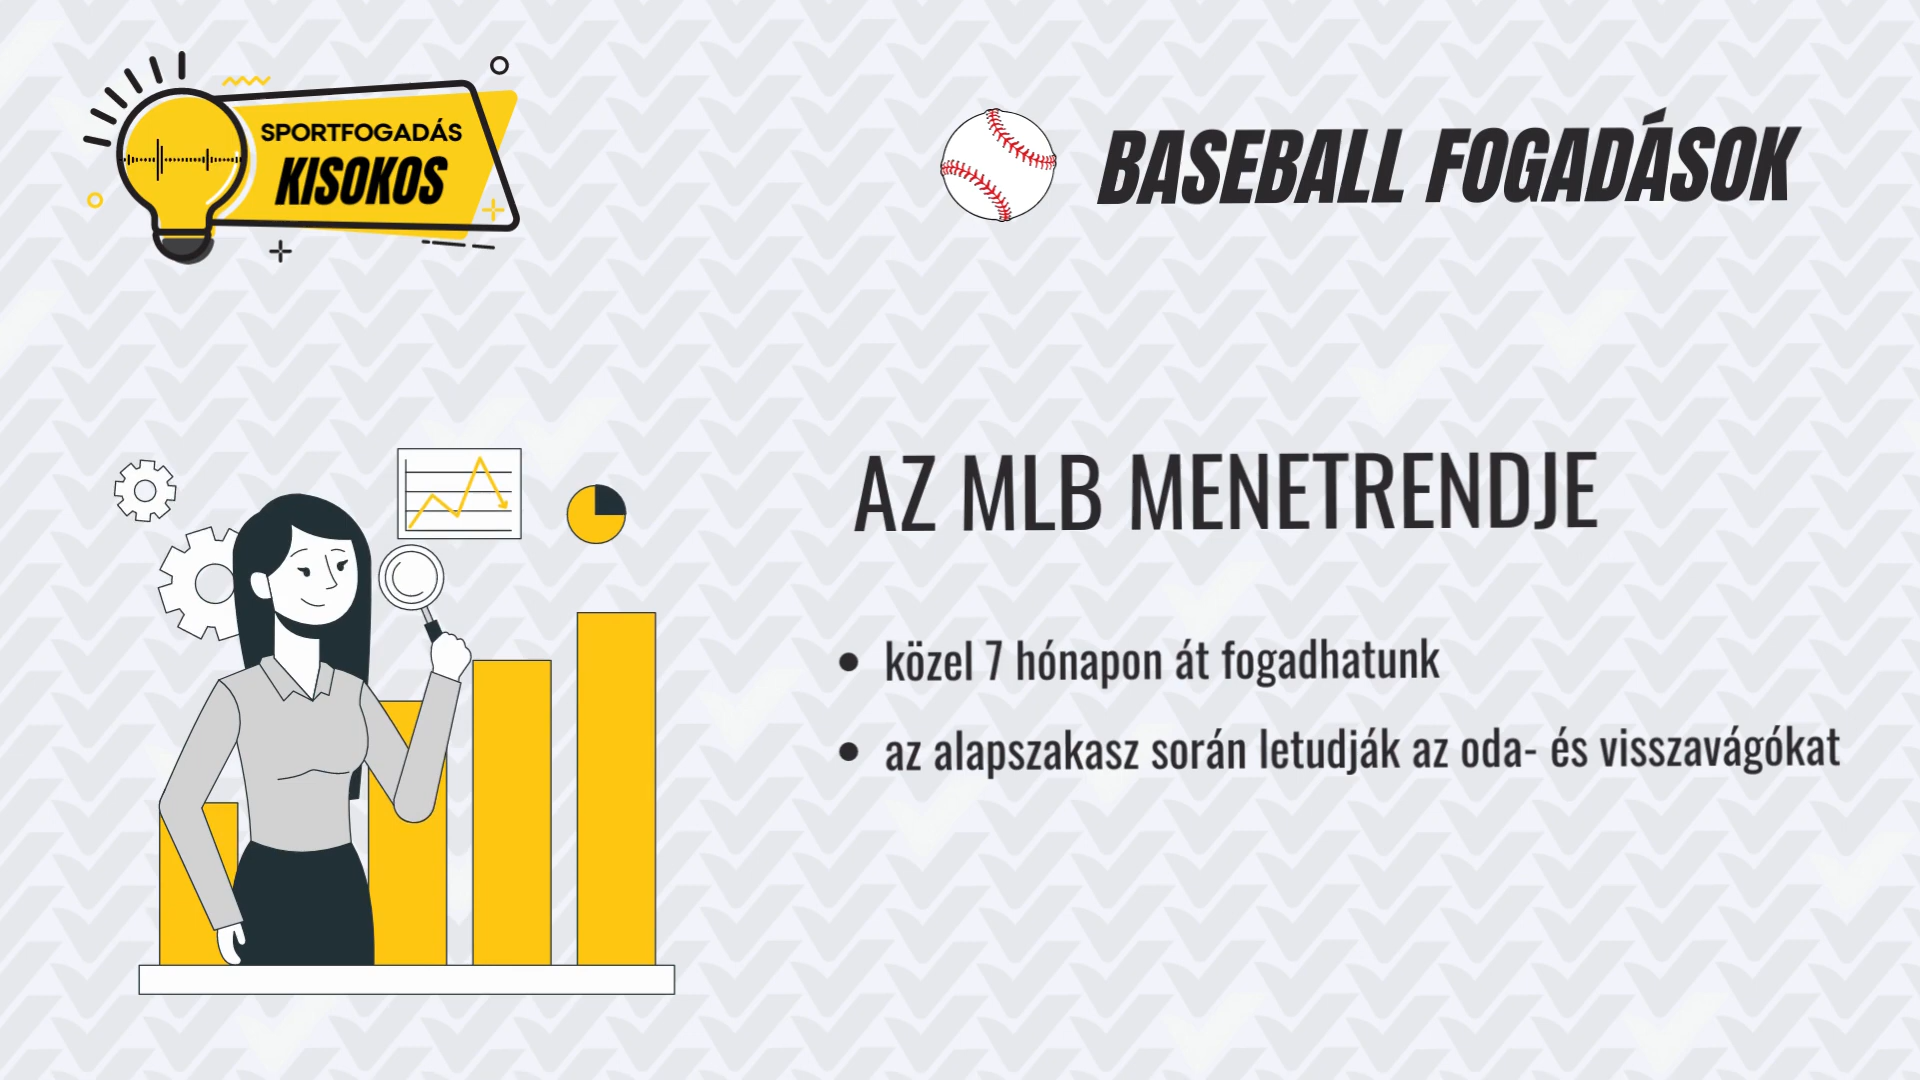 SPORTFOGADÁS
KISOKOS
BASEBALL FOGADÁSOK
AZ MLB MENETRENDJE
• közel 7 hónapon át fogadhatunk
• az alapszakasz során letudják az oda- és visszavágókat